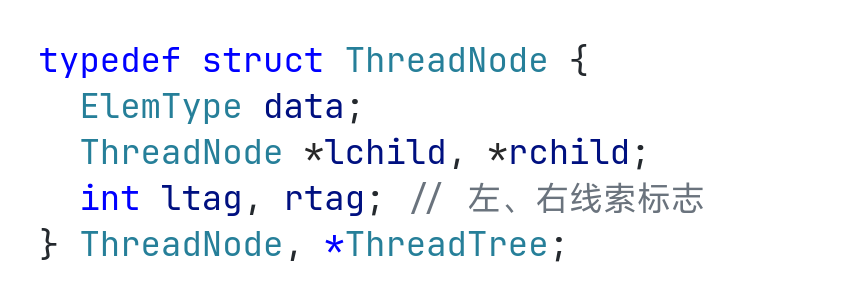 typedef struct ThreadNode {
  ElemType data;
  ThreadNode *lchild, *rchild;
  int ltag, rtag; // 左、右线索标志
} ThreadNode, *ThreadTree;